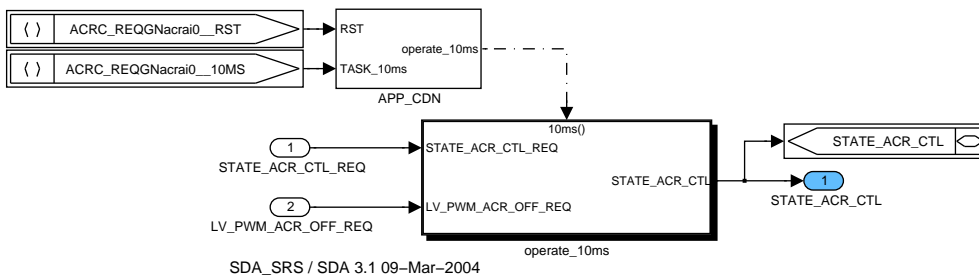 ⟨ ⟩ ACRC_REQGNacrai0__RST
RST
operate_10ms
⟨ ⟩ ACRC_REQGNacrai0__10MS
TASK_10ms
APP_CDN
10ms()
1
STATE_ACR_CTL_REQ
STATE_ACR_CTL_REQ
STATE_ACR_CTL
STATE_ACR_CTL
1
STATE_ACR_CTL
2
LV_PWM_ACR_OFF_REQ
LV_PWM_ACR_OFF_REQ
operate_10ms
SDA_SRS / SDA 3.1 09–Mar–2004